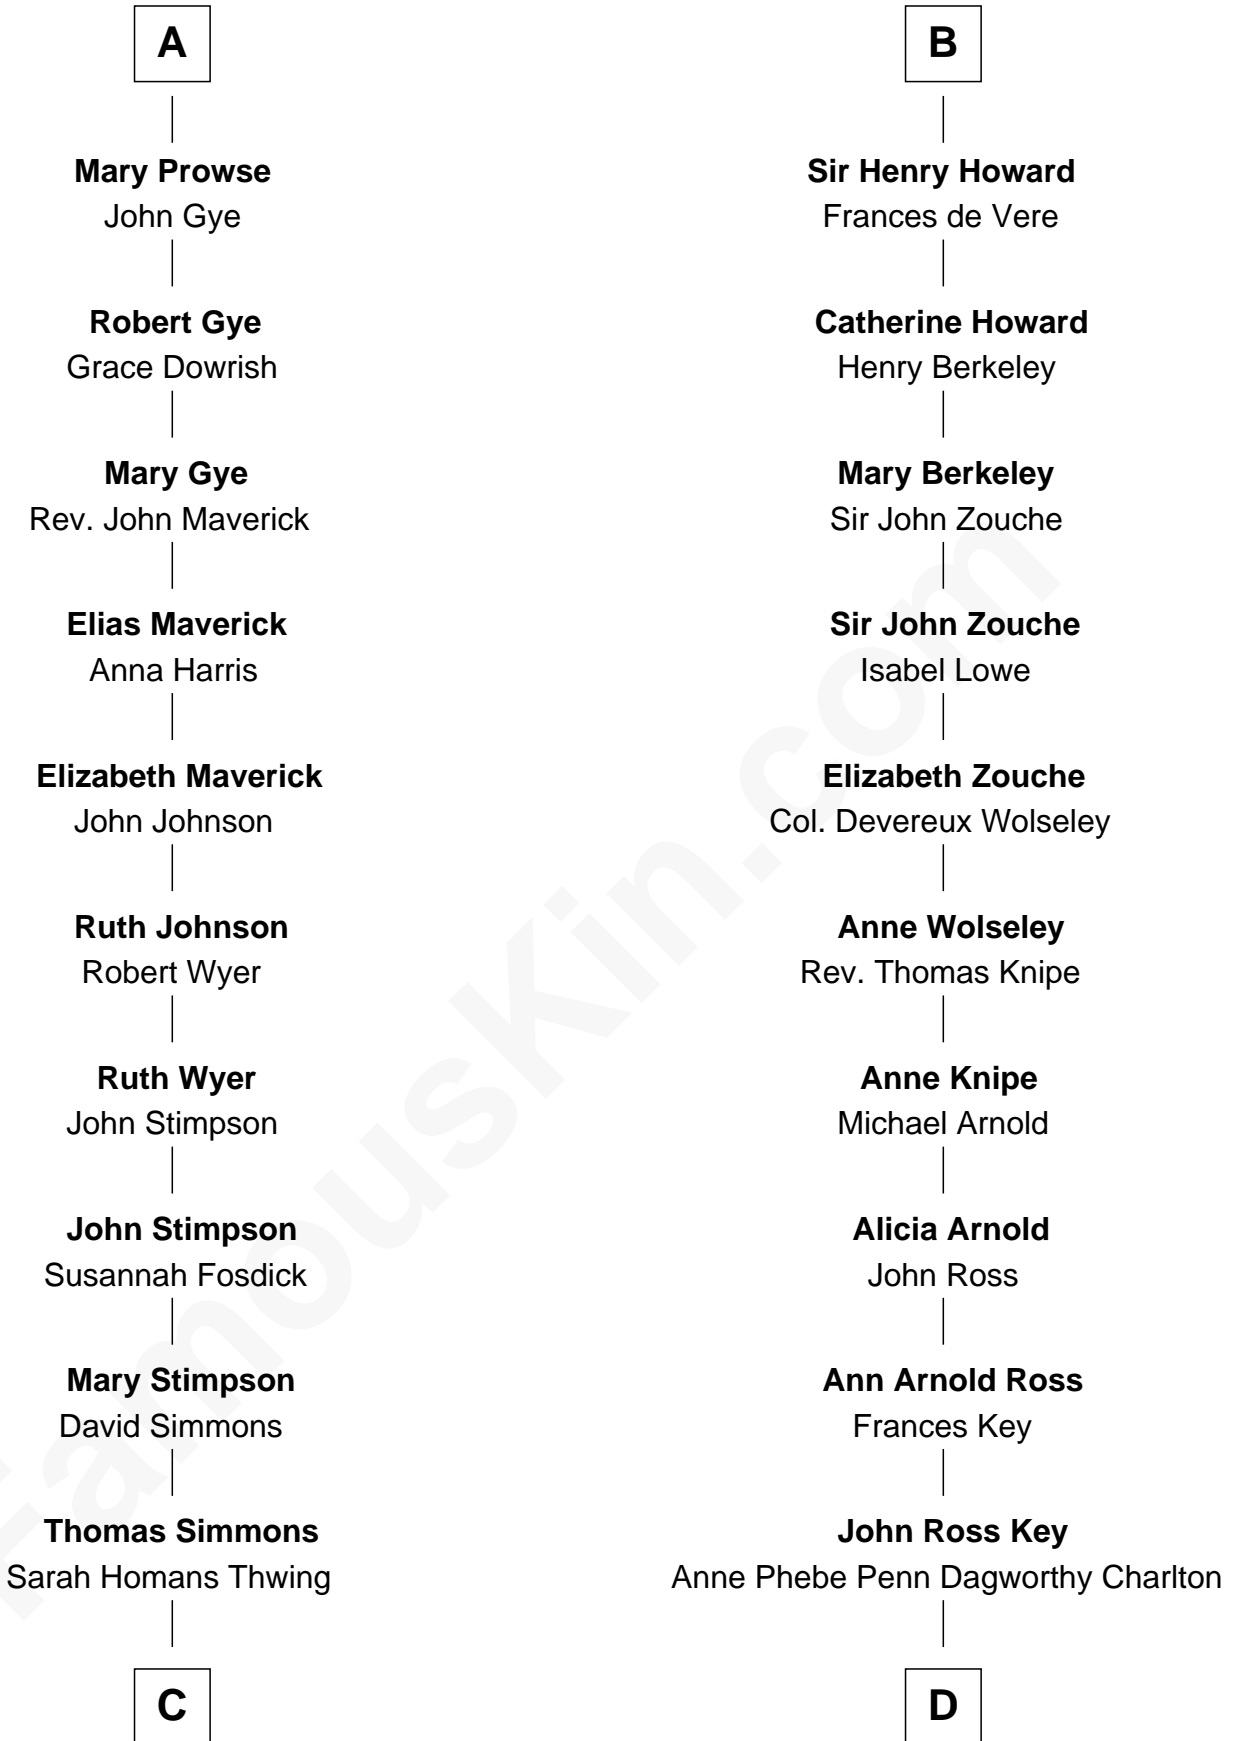 A
Mary Prowse
John Gye
Robert Gye
Grace Dowrish
Mary Gye
Rev. John Maverick
Elias Maverick
Anna Harris
Elizabeth Maverick
John Johnson
Ruth Johnson
Robert Wyer
Ruth Wyer
John Stimpson
John Stimpson
Susannah Fosdick
Mary Stimpson
David Simmons
Thomas Simmons
Sarah Homans Thwing
C
B
Sir Henry Howard
Frances de Vere
Catherine Howard
Henry Berkeley
Mary Berkeley
Sir John Zouche
Sir John Zouche
Isabel Lowe
Elizabeth Zouche
Col. Devereux Wolseley
Anne Wolseley
Rev. Thomas Knipe
Anne Knipe
Michael Arnold
Alicia Arnold
John Ross
Ann Arnold Ross
Frances Key
John Ross Key
Anne Phebe Penn Dagworthy Charlton
D
FamousKin.com